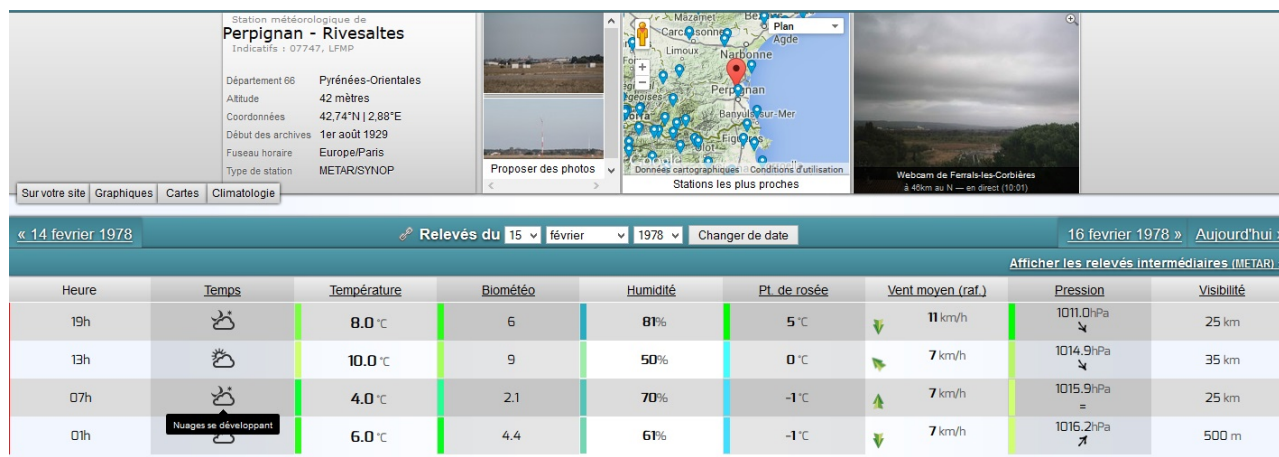 Station météorologique de
Perpignan - Rivesaltes
Indicatifs : 07747, LFMP
Département 66 Pyrénées-Orientales
Altitude 42 mètres
Coordonnées 42,74°N | 2,88°E
Début des archives 1er août 1929
Fuseau horaire Europe/Paris
Type de station METAR/SYNOP
Proposer des photos
Mazamet
Plan
Carcassonne
Agde
Limoux
Narbonne
Perpignan
Banyuls-sur-Mer
Figueres
Olot
Données cartographiques Conditions d'utilisation
Stations les plus proches
Webcam de Ferrals-les-Corbières
à 46km au N — en direct (10:01)
Sur votre site Graphiques Cartes Climatologie
« 14 fevrier 1978 Relevés du 15 février 1978 Changer de date 16 fevrier 1978 » Aujourd'hui »
Afficher les relevés intermédiaires (METAR)
Heure Temps Température Biométéo Humidité Pt. de rosée Vent moyen (raf.) Pression Visibilité
19h 8.0 °C 6 81% 5 °C 11 km/h 1011.0hPa 25 km
13h 10.0 °C 9 50% 0 °C 7 km/h 1014.9hPa 35 km
07h 4.0 °C 2.1 70% -1 °C 7 km/h 1015.9hPa = 25 km
Nuages se développant
01h 6.0 °C 4.4 61% -1 °C 7 km/h 1016.2hPa 500 m